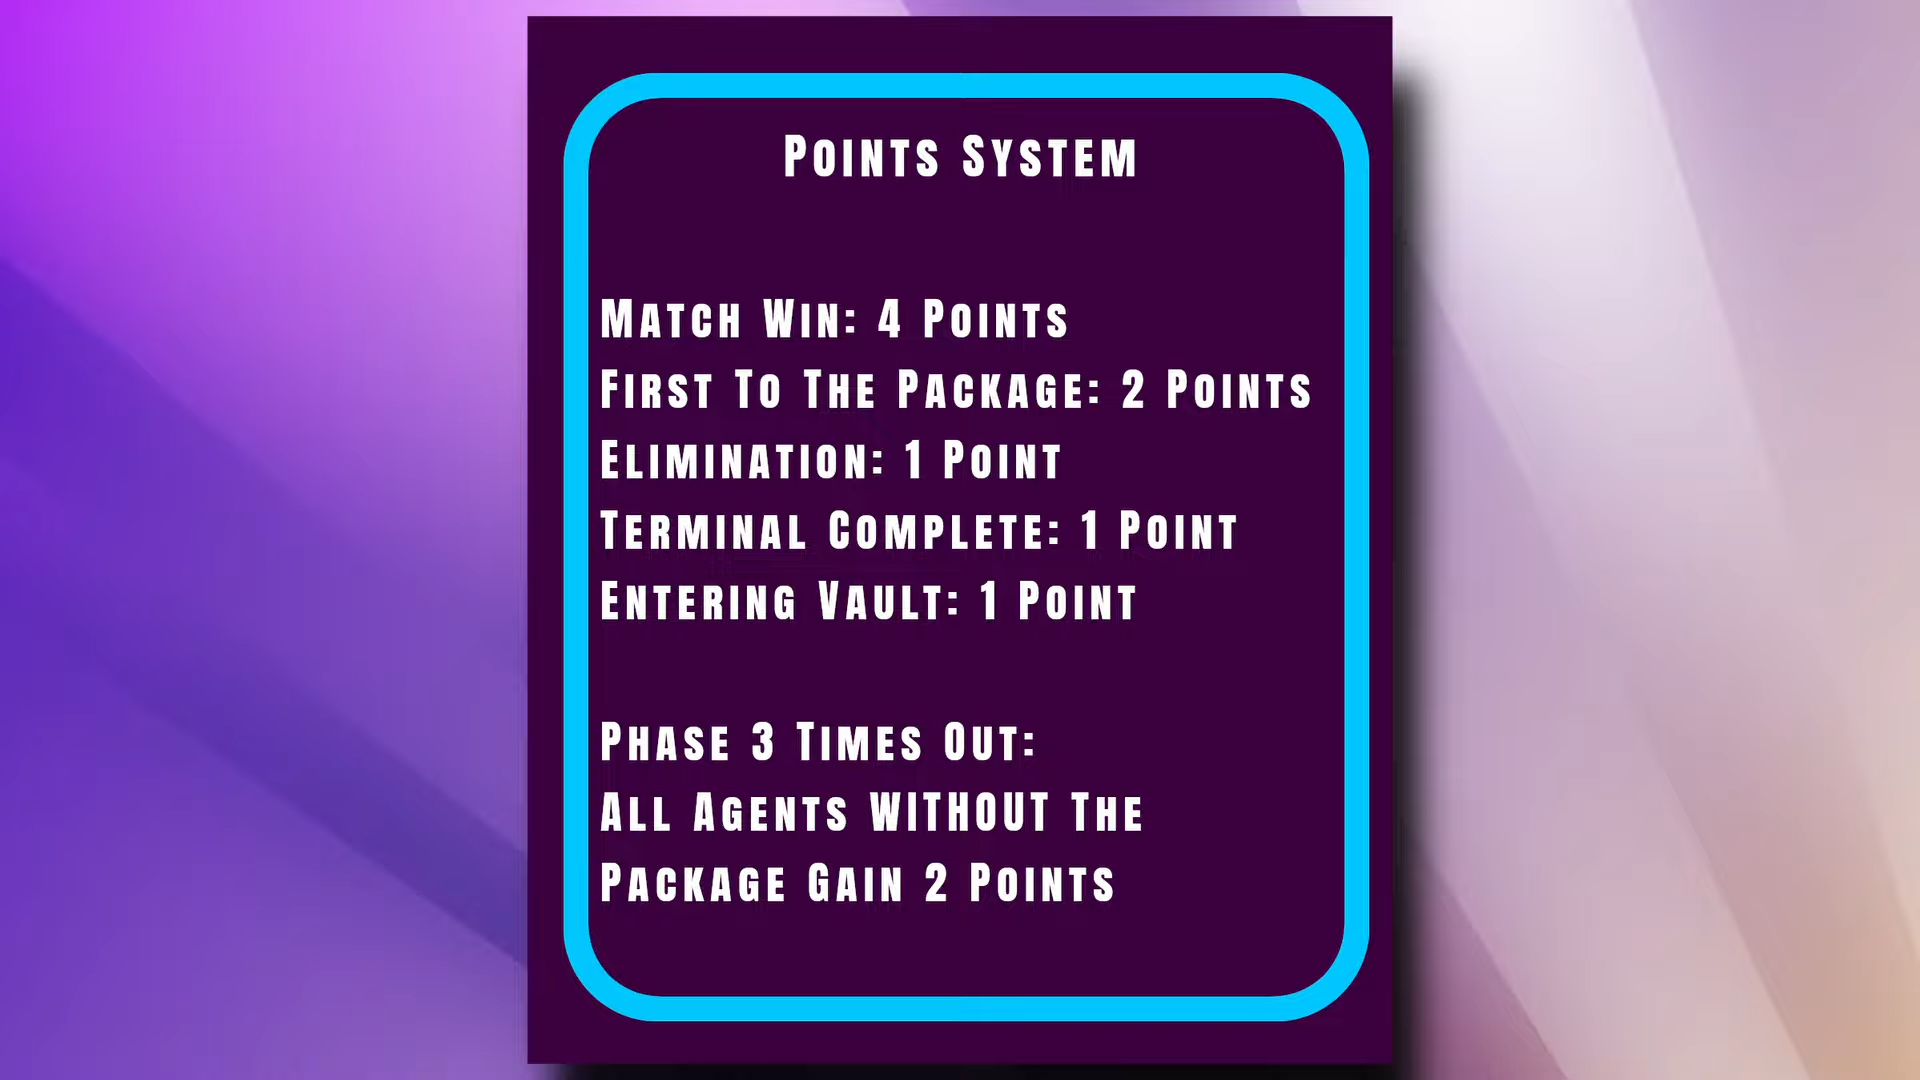 Points System
Match Win: 4 Points
First To The Package: 2 Points
Elimination: 1 Point
Terminal Complete: 1 Point
Entering Vault: 1 Point
Phase 3 Times Out:
All Agents WITHOUT The
Package Gain 2 Points